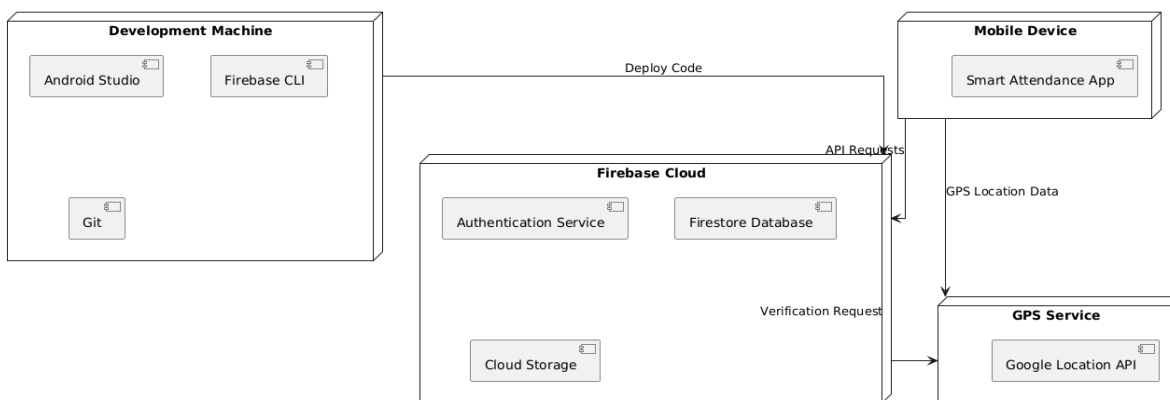 Development Machine
Android Studio
Firebase CLI
Git
Deploy Code
Mobile Device
Smart Attendance App
API Requests
GPS Location Data
Firebase Cloud
Authentication Service
Firestore Database
Cloud Storage
Verification Request
GPS Service
Google Location API